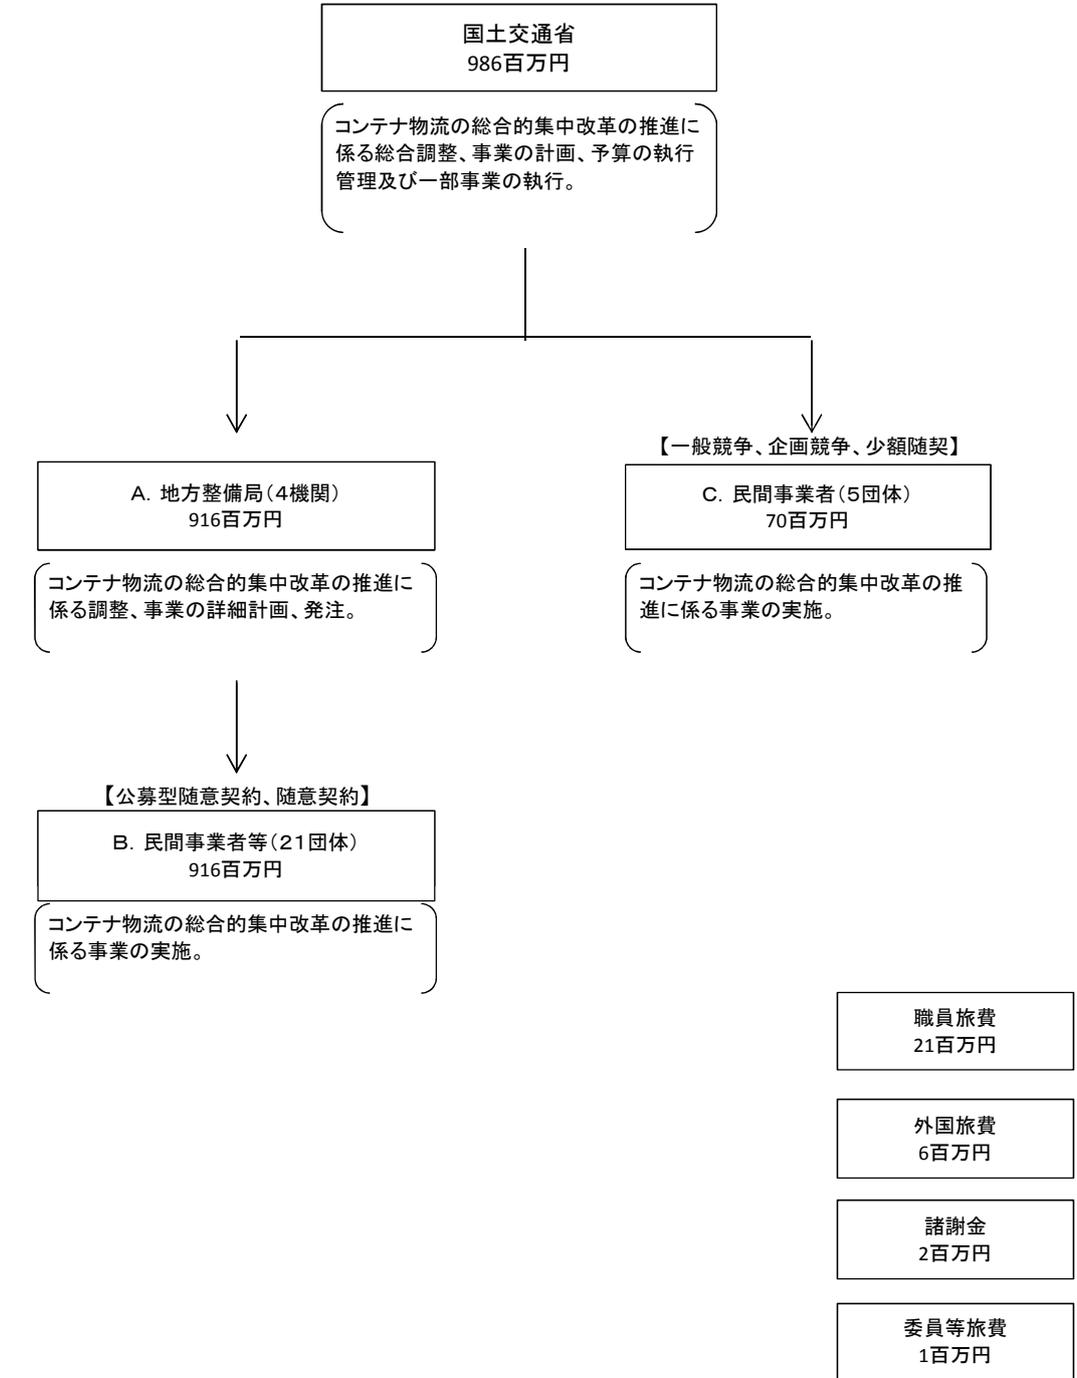 国土交通省
986百万円
コンテナ物流の総合的集中改革の推進に
係る総合調整、事業の計画、予算の執行
管理及び一部事業の執行。
【一般競争、企画競争、少額随契】
A．地方整備局（4機関）
916百万円
C．民間事業者（5団体）
70百万円
コンテナ物流の総合的集中改革の推進に
係る調整、事業の詳細計画、発注。
コンテナ物流の総合的集中改革の推
進に係る事業の実施。
【公募型随意契約、随意契約】
B．民間事業者等（21団体）
916百万円
コンテナ物流の総合的集中改革の推進に
係る事業の実施。
職員旅費
21百万円
外国旅費
6百万円
諸謝金
2百万円
委員等旅費
1百万円